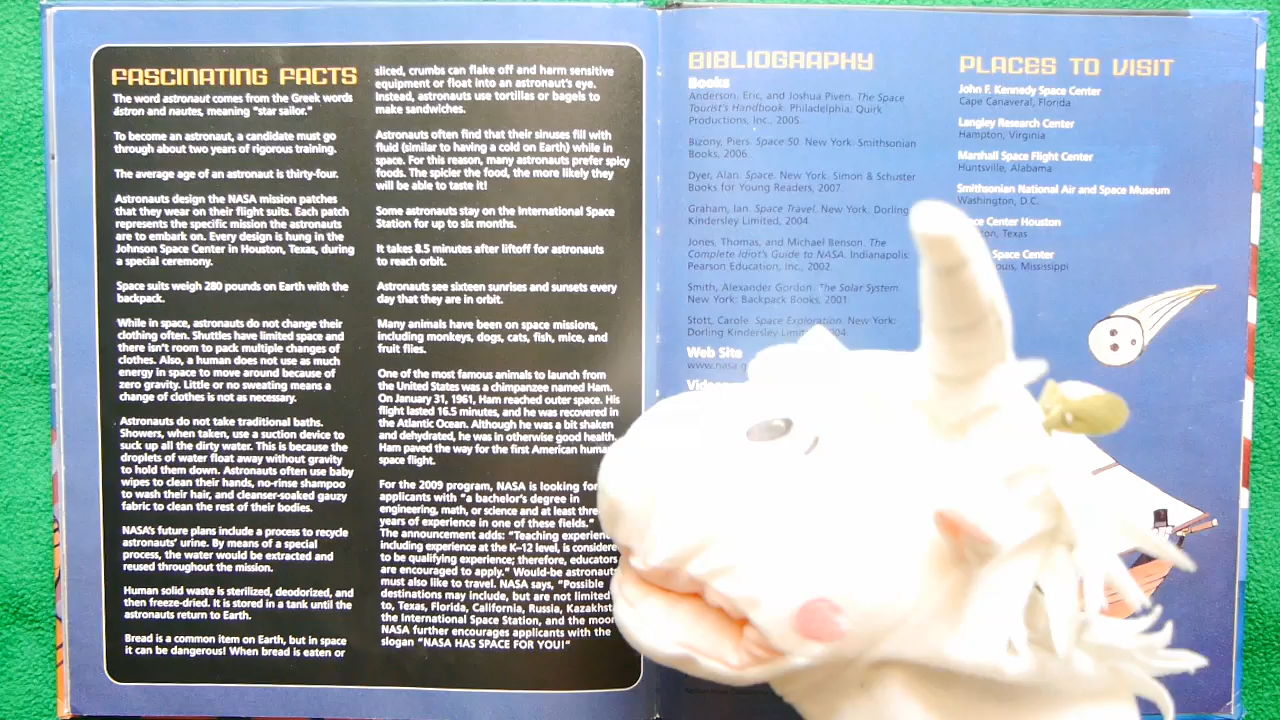 FASCINATING FACTS
The word astronaut comes from the Greek words
ástron and nautes, meaning "star sailor."
To become an astronaut, a candidate must go
through about two years of rigorous training.
The average age of an astronaut is thirty-four.
Astronauts design the NASA mission patches
that they wear on their flight suits. Each patch
represents the specific mission the astronauts
are to embark on. Every design is hung in the
Johnson Space Center in Houston, Texas, during
a special ceremony.
Space suits weigh 280 pounds on Earth with the
backpack.
While in space, astronauts do not change their
clothing often. Shuttles have limited space and
there isn't room to pack multiple changes of
clothes. Also, a human does not use as much
energy in space to move around because of
zero gravity. Little or no sweating means a
change of clothes is not as necessary.
Astronauts do not take traditional baths.
Showers, when taken, use a suction device to
suck up all the dirty water. This is because the
droplets of water float away without gravity
to hold them down. Astronauts often use baby
wipes to clean their hands, no-rinse shampoo
to wash their hair, and cleanser-soaked gauzy
fabric to clean the rest of their bodies.
NASA's future plans include a process to recycle
astronauts' urine. By means of a special
process, the water would be extracted and
reused throughout the mission.
Human solid waste is sterilized, deodorized, and
then freeze-dried. It is stored in a tank until the
astronauts return to Earth.
Bread is a common item on Earth, but in space
it can be dangerous! When bread is eaten or
sliced, crumbs can flake off and harm sensitive
equipment or float into an astronaut's eye.
Instead, astronauts use tortillas or bagels to
make sandwiches.
Astronauts often find that their sinuses fill with
fluid (similar to having a cold on Earth) while in
space. For this reason, many astronauts prefer spicy
foods. The spicier the food, the more likely they
will be able to taste it!
Some astronauts stay on the International Space
Station for up to six months.
It takes 8.5 minutes after liftoff for astronauts
to reach orbit.
Astronauts see sixteen sunrises and sunsets every
day that they are in orbit.
Many animals have been on space missions,
including monkeys, dogs, cats, fish, mice, and
fruit flies.
One of the most famous animals to launch from
the United States was a chimpanzee named Ham.
On January 31, 1961, Ham reached outer space. His
flight lasted 16.5 minutes, and he was recovered in
the Atlantic Ocean. Although he was a bit shaken
and dehydrated, he was in otherwise good health.
Ham paved the way for the first American human
space flight.
For the 2009 program, NASA is looking for
applicants with "a bachelor's degree in
engineering, math, or science and at least three
years of experience in one of these fields."
The announcement adds: "Teaching experience,
including experience at the K–12 level, is considered
to be qualifying experience; therefore, educators
are encouraged to apply." Would-be astronauts
must also like to travel. NASA says, "Possible
destinations may include, but are not limited
to, Texas, Florida, California, Russia, Kazakhst
the International Space Station, and the moon
NASA further encourages applicants with the
slogan "NASA HAS SPACE FOR YOU!"
BIBLIOGRAPHY
Books
Anderson, Eric, and Joshua Piven. The Space
Tourist's Handbook. Philadelphia: Quirk
Productions, Inc., 2005.
Bizony, Piers. Space 50. New York: Smithsonian
Books, 2006.
Dyer, Alan. Space. New York: Simon & Schuster
Books for Young Readers, 2007.
Graham, Ian. Space Travel. New York: Dorling
Kindersley Limited, 2004.
Jones, Thomas, and Michael Benson. The
Complete Idiot's Guide to NASA. Indianapolis:
Pearson Education, Inc., 2002.
Smith, Alexander Gordon. The Solar System.
New York: Backpack Books, 2001.
Stott, Carole. Space Exploration. New York:
Dorling Kindersley Limited, 2004.
Web Site
www.nasa.g
Videos
PLACES TO VISIT
John F. Kennedy Space Center
Cape Canaveral, Florida
Langley Research Center
Hampton, Virginia
Marshall Space Flight Center
Huntsville, Alabama
Smithsonian National Air and Space Museum
Washington, D.C.
ace Center Houston
ton, Texas
Space Center
ouis, Mississippi